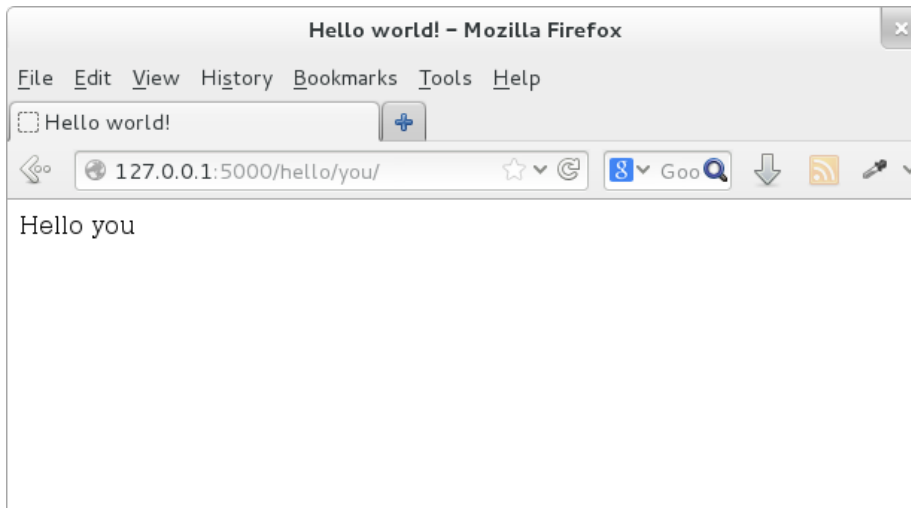 Hello world! – Mozilla Firefox
File Edit View History Bookmarks Tools Help
Hello world!
127.0.0.1:5000/hello/you/ 8 Goo
Hello you